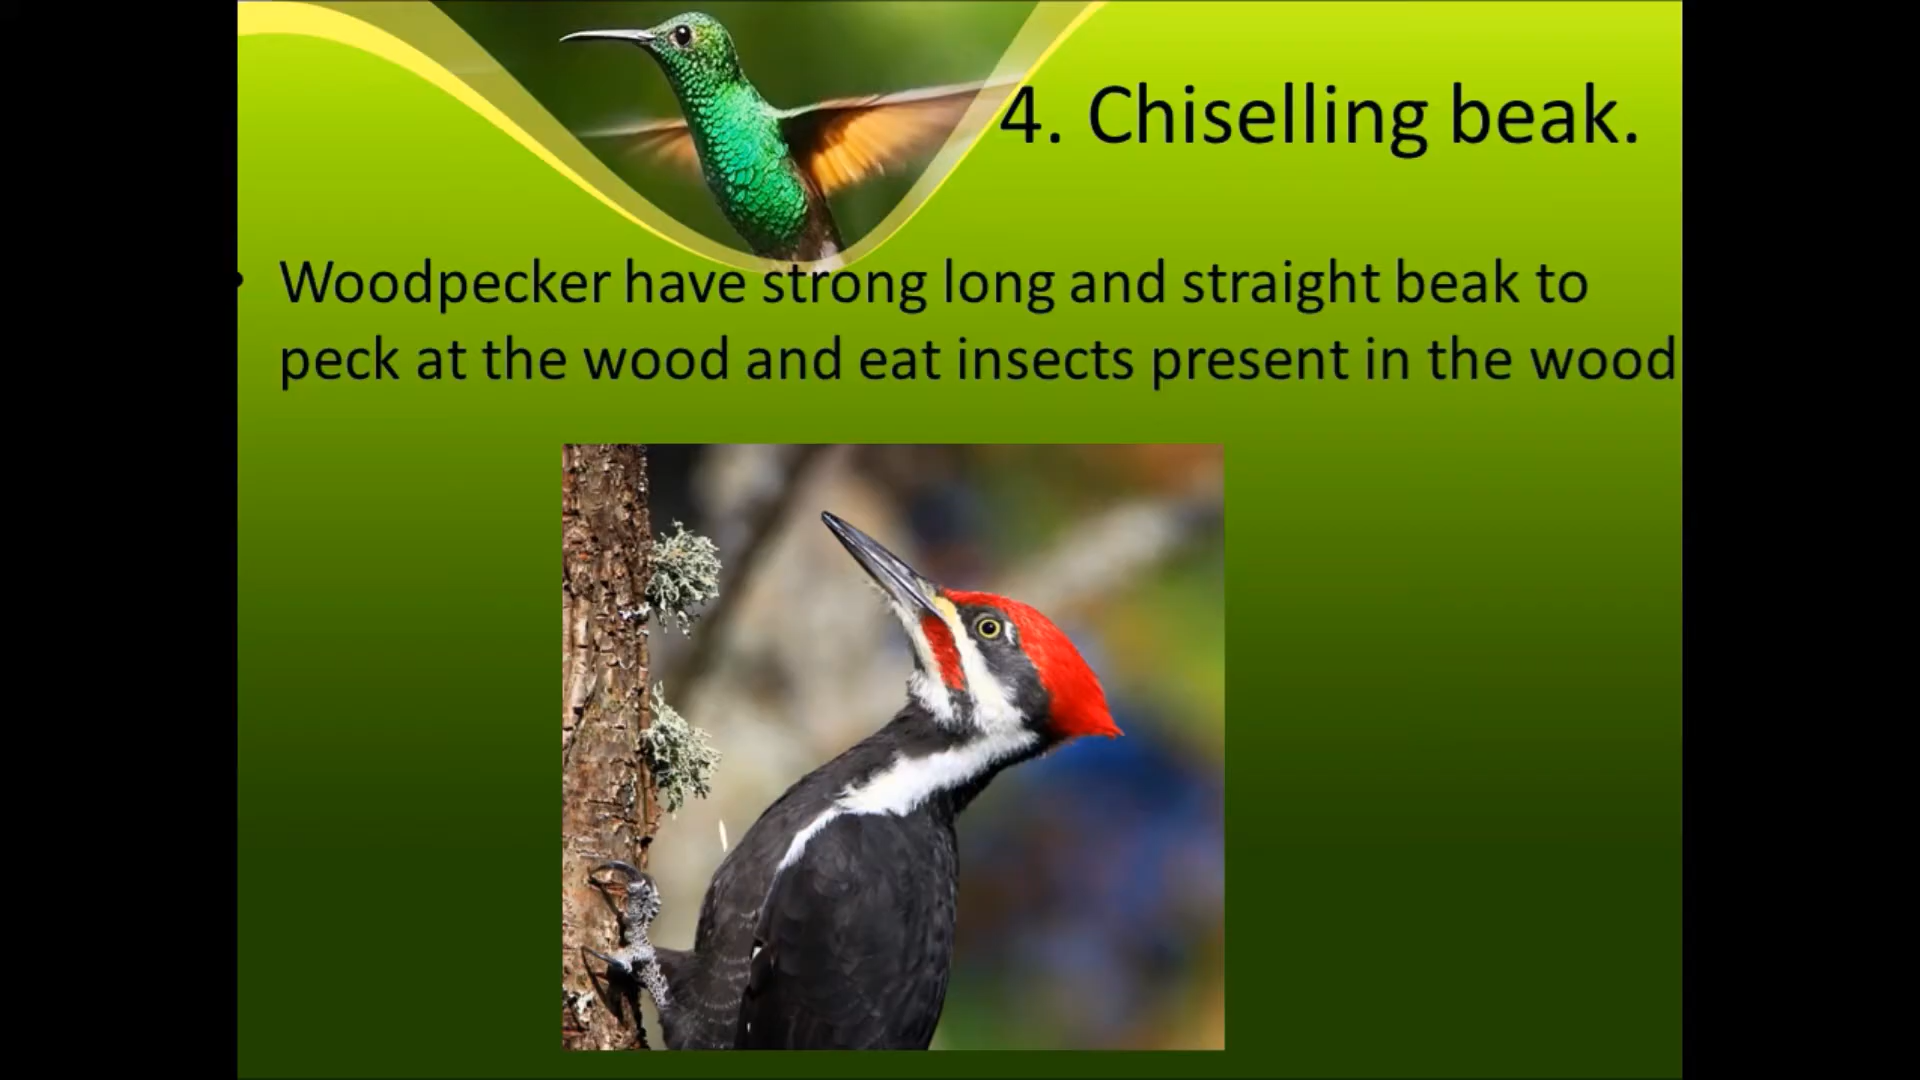 4. Chiselling beak.
• Woodpecker have strong long and straight beak to
peck at the wood and eat insects present in the wood